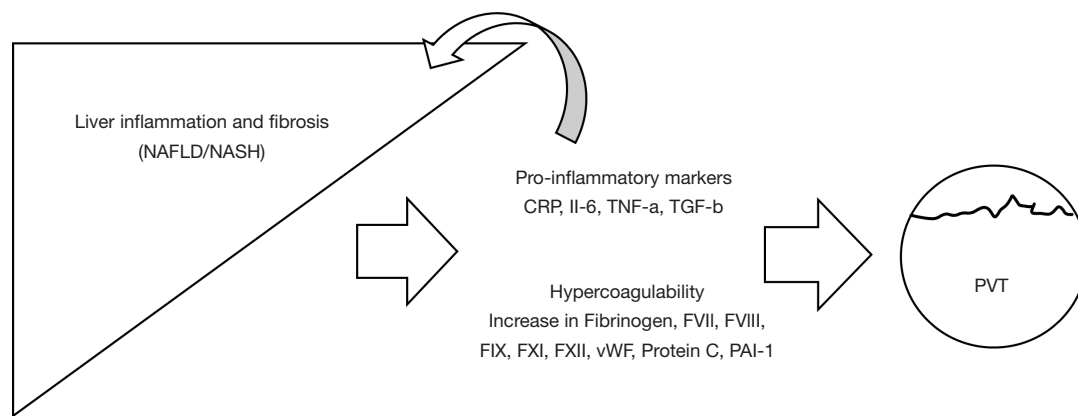 Liver inflammation and fibrosis
(NAFLD/NASH)
Pro-inflammatory markers
CRP, II-6, TNF-a, TGF-b
Hypercoagulability
Increase in Fibrinogen, FVII, FVIII,
FIX, FXI, FXII, vWF, Protein C, PAI-1
PVT